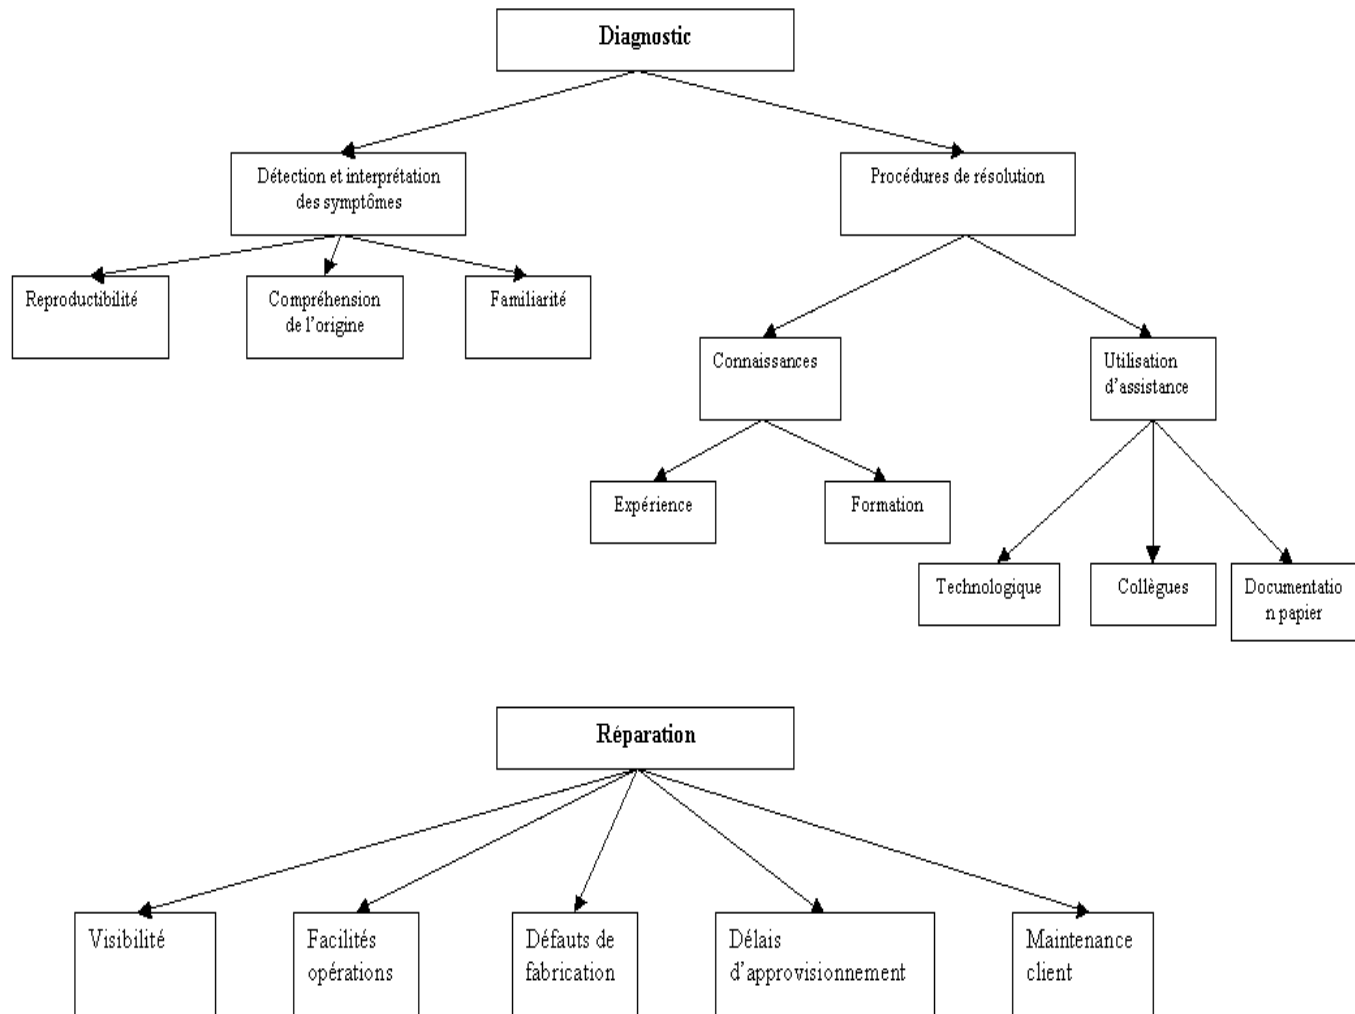 Diagnostic
Détection et interprétation
des symptômes
Procédures de résolution
Reproductibilité
Compréhension
de l'origine
Familiarité
Connaissances
Utilisation
d'assistance
Expérience
Formation
Technologique
Collègues
Documentatio
n papier
Réparation
Visibilité
Facilités
opérations
Défauts de
fabrication
Délais
d'approvisionnement
Maintenance
client